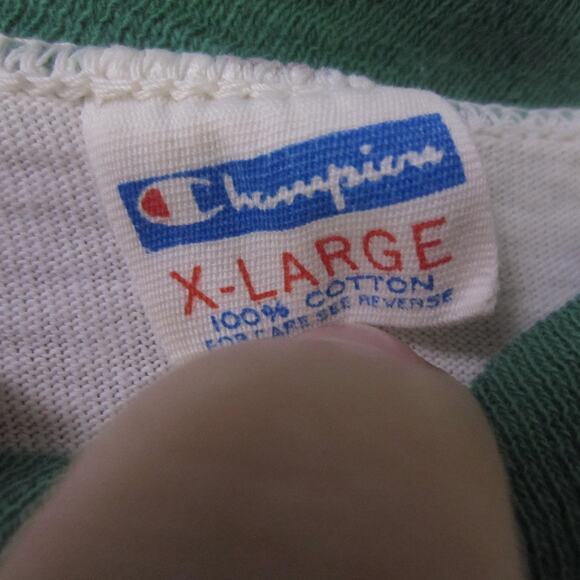 Champion
X-LARGE
100% COTTON
FOR CARE SEE REVERSE